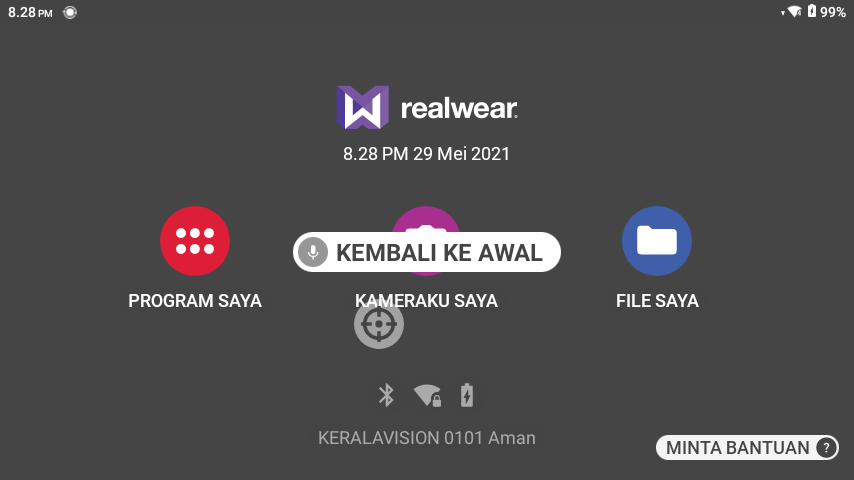 8.28 PM
99%
realwear
8.28 PM 29 Mei 2021
KEMBALI KE AWAL
PROGRAM SAYA
KAMERAKU SAYA
FILE SAYA
KERALAVISION 0101 Aman
MINTA BANTUAN ?